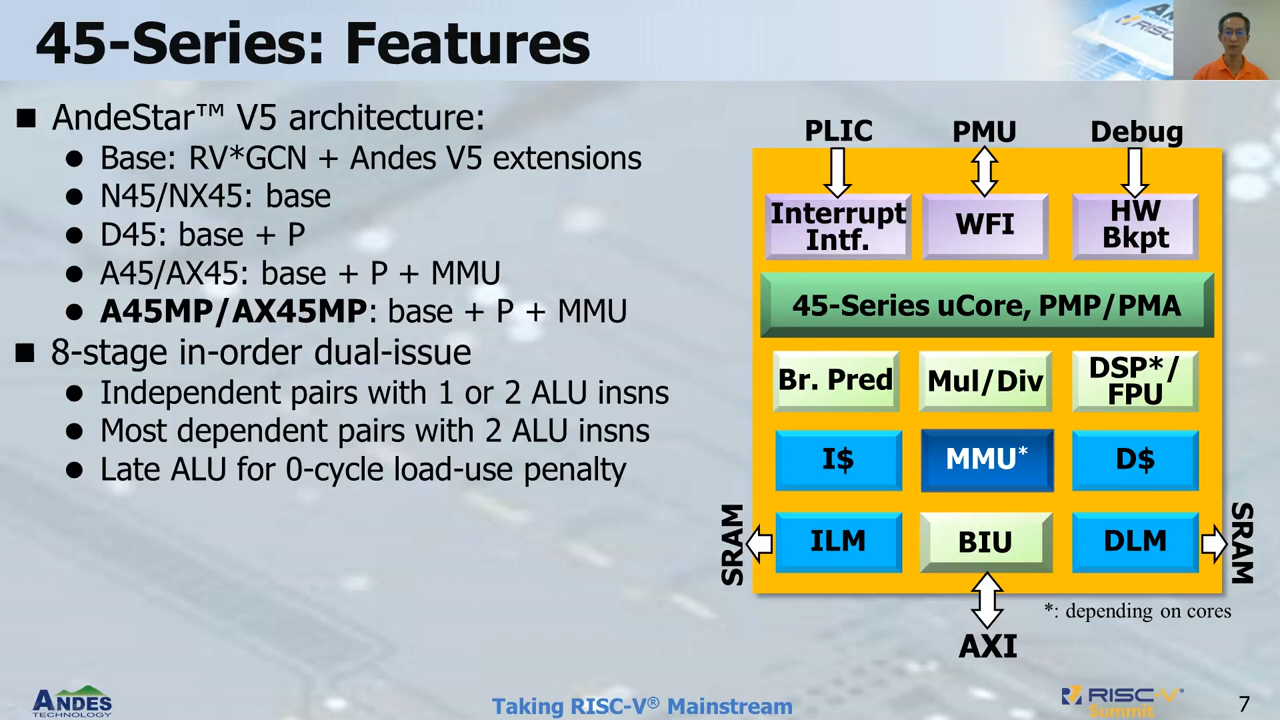 45-Series: Features
AndeStar™ V5 architecture:
Base: RV*GCN + Andes V5 extensions
N45/NX45: base
D45: base + P
A45/AX45: base + P + MMU
A45MP/AX45MP: base + P + MMU
8-stage in-order dual-issue
Independent pairs with 1 or 2 ALU insns
Most dependent pairs with 2 ALU insns
Late ALU for 0-cycle load-use penalty
PLIC PMU Debug
Interrupt
Intf.
WFI
HW
Bkpt
45-Series uCore, PMP/PMA
Br. Pred
Mul/Div
DSP*/
FPU
I$
MMU*
D$
SRAM
ILM
BIU
DLM
SRAM
*: depending on cores
AXI
ANDES
TECHNOLOGY
Taking RISC-V® Mainstream
RISC-V®
Summit
7